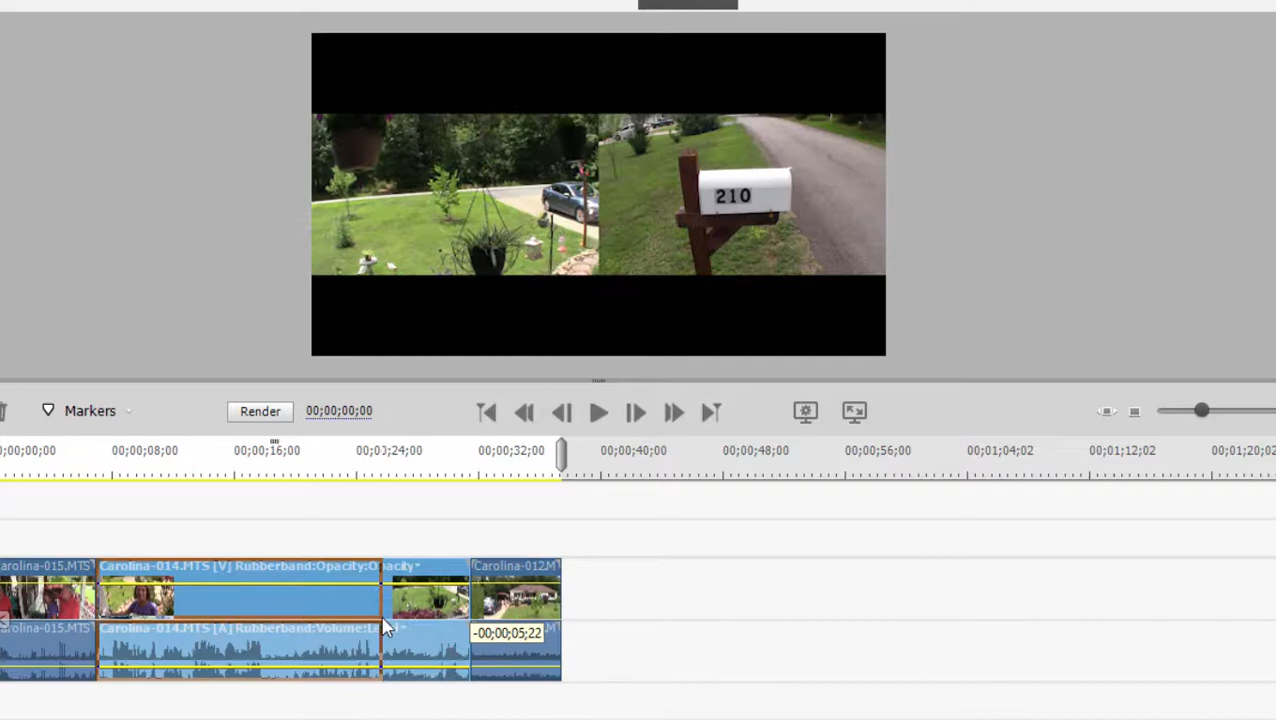 210
Markers
Render
00;00;00;00
0;00;00;00
00;00;08;00
00;00;16;00
00;03;24;00
00;00;32;00
00;00;40;00
00;00;48;00
00;00;56;00
00;01;04;02
00;01;12;02
00;01;20;02
Carolina-015.MTS
Carolina-014.MTS [V] Rubberband:Opacity:Opacity
Carolina-012.M
Carolina-015.MTS
Carolina-014.MTS [A] Rubberband:Volume:Le
-00;00;05;22